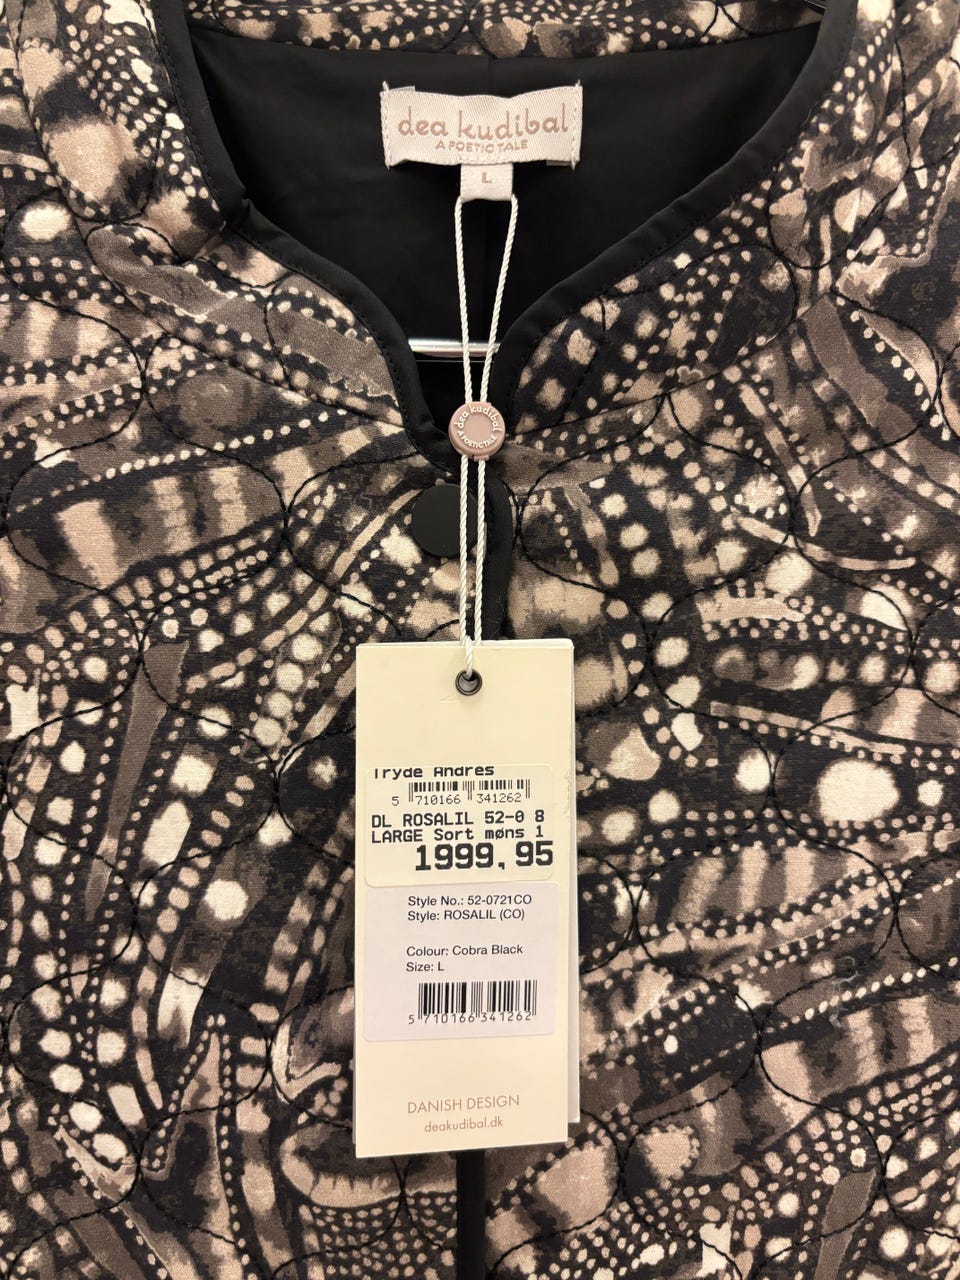 dea kudibal
A POETIC TALE
L
dea kudibal
A POETIC TALE
Tryde Andres
5 710166 341262
DL ROSALIL 52-0 8
LARGE Sort møns 1
1999,95
Style No.: 52-0721CO
Style: ROSALIL (CO)
Colour: Cobra Black
Size: L
5 710166 341262
DANISH DESIGN
deakudibal.dk